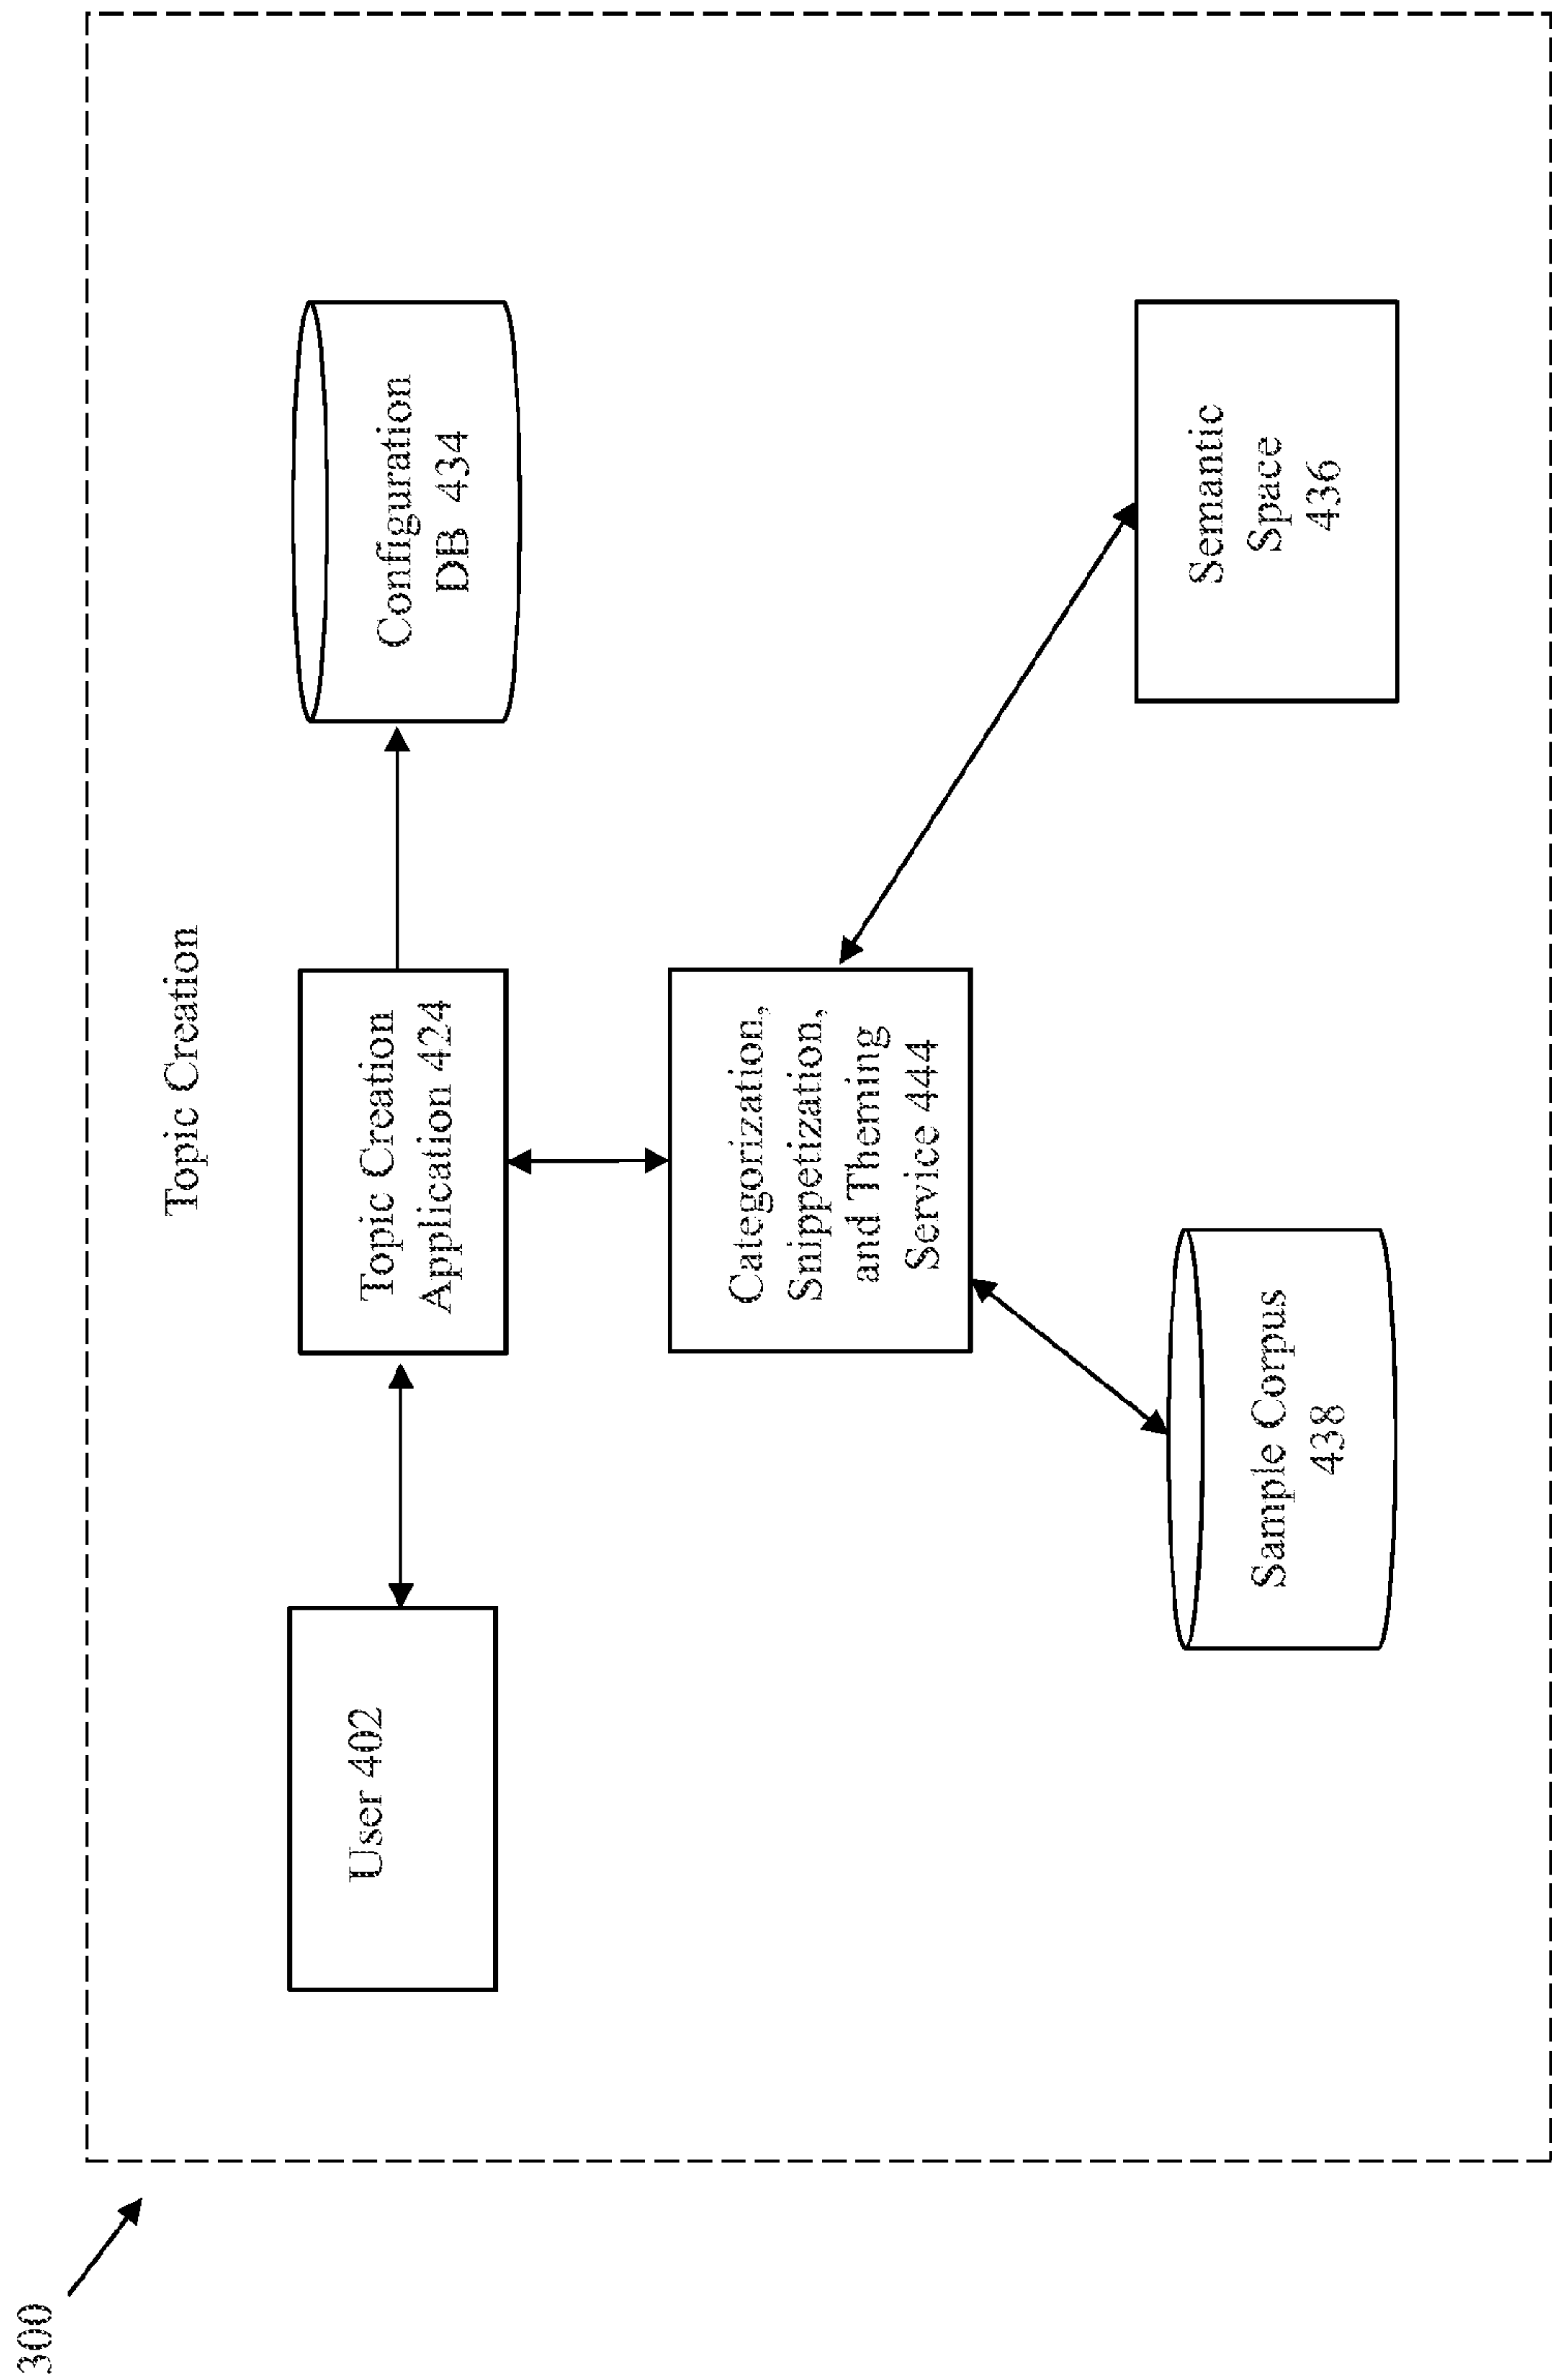 300
Topic Creation
User 402
Topic Creation
Application 424
Configuration
DB 434
Categorization,
Snippetization,
and Theming
Service 444
Sample Corpus
438
Semantic
Space
436